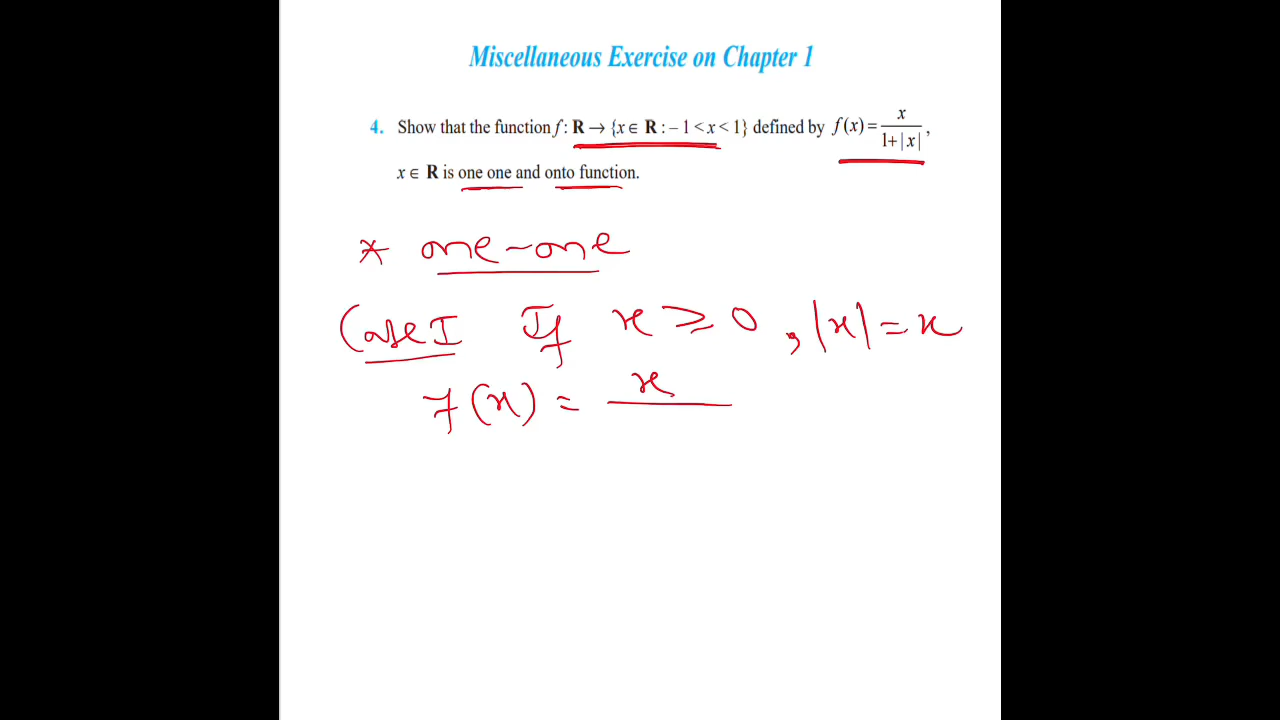 Miscellaneous Exercise on Chapter 1
4. Show that the function f : R → {x ∈ R : – 1 < x < 1} defined by f(x) = x / 1+|x| ,
x ∈ R is one one and onto function.
* one-one
Case I If x ≥ 0, |x| = x
f(x) = x